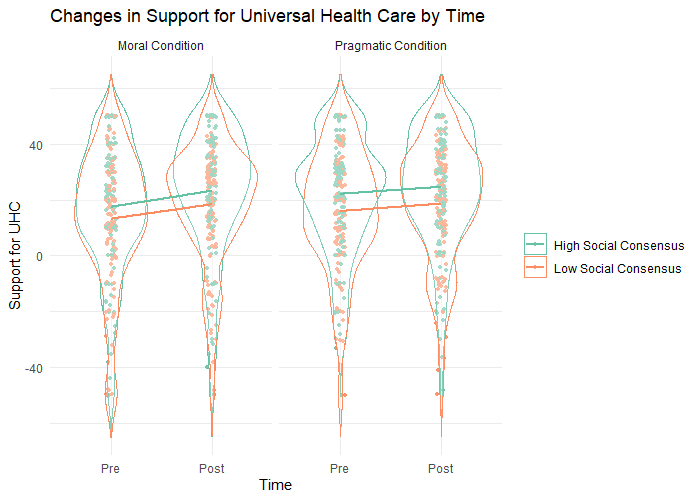 Changes in Support for Universal Health Care by Time
Moral Condition
Pragmatic Condition
Support for UHC
40
0
-40
Pre
Post
Pre
Post
Time
High Social Consensus
Low Social Consensus